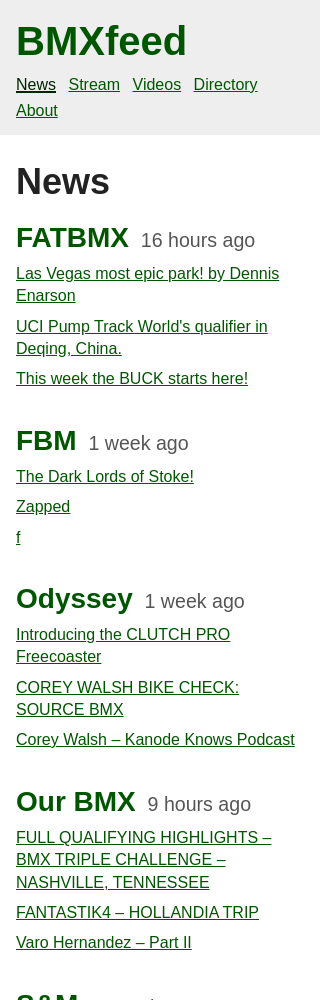 BMXfeed
News Stream Videos Directory
About
News
FATBMX 16 hours ago
Las Vegas most epic park! by Dennis
Enarson
UCI Pump Track World's qualifier in
Deqing, China.
This week the BUCK starts here!
FBM 1 week ago
The Dark Lords of Stoke!
Zapped
f
Odyssey 1 week ago
Introducing the CLUTCH PRO
Freecoaster
COREY WALSH BIKE CHECK:
SOURCE BMX
Corey Walsh – Kanode Knows Podcast
Our BMX 9 hours ago
FULL QUALIFYING HIGHLIGHTS –
BMX TRIPLE CHALLENGE –
NASHVILLE, TENNESSEE
FANTASTIK4 – HOLLANDIA TRIP
Varo Hernandez – Part II
S&M